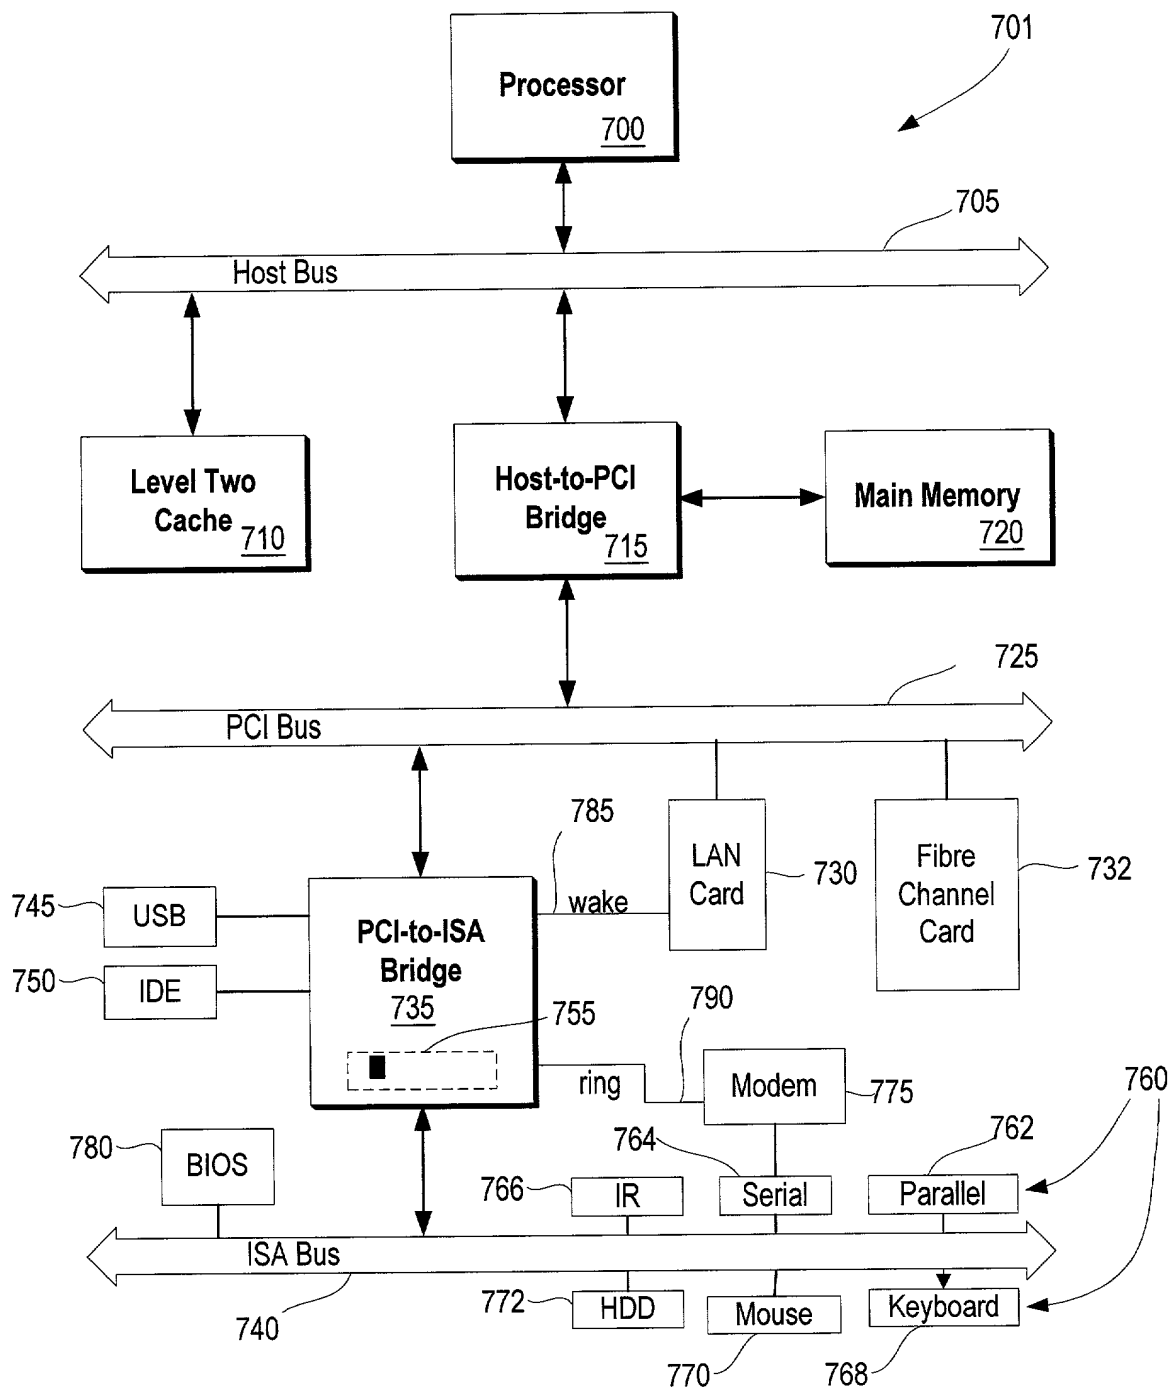 701
Processor
700
705
Host Bus
Level Two
Cache
710
Host-to-PCI
Bridge
715
Main Memory
720
725
PCI Bus
785
LAN
Card
730
Fibre
Channel
Card
732
745
USB
wake
PCI-to-ISA
Bridge
735
750
IDE
755
790
ring
Modem
775
760
780
BIOS
764
762
766
IR
Serial
Parallel
ISA Bus
772
HDD
Mouse
Keyboard
740
770
768